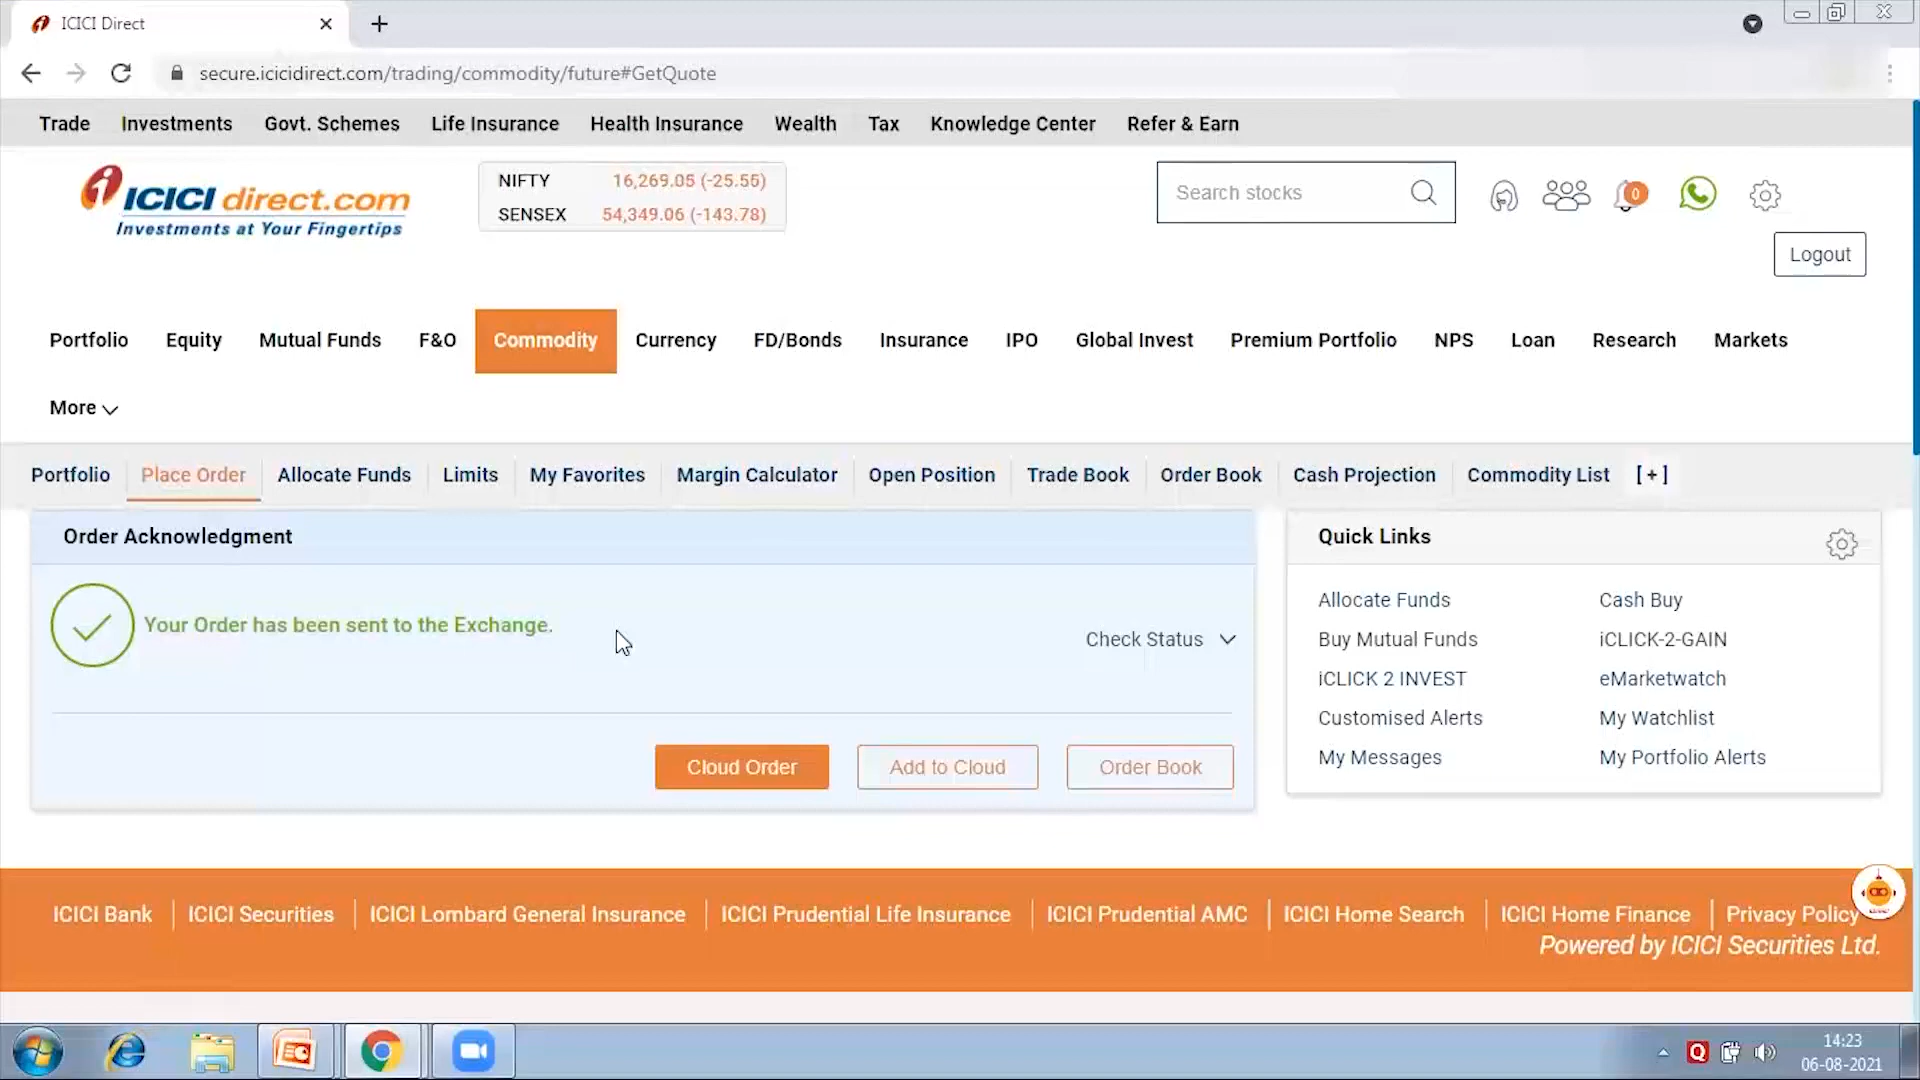 ICICI Direct
secure.icicidirect.com/trading/commodity/future#GetQuote
Trade Investments Govt. Schemes Life Insurance Health Insurance Wealth Tax Knowledge Center Refer & Earn
ICICI direct.com
Investments at Your Fingertips
NIFTY 16,269.05 (-25.55)
SENSEX 54,349.06 (-143.78)
Search stocks
0
Logout
Portfolio Equity Mutual Funds F&O Commodity Currency FD/Bonds Insurance IPO Global Invest Premium Portfolio NPS Loan Research Markets
More
Portfolio Place Order Allocate Funds Limits My Favorites Margin Calculator Open Position Trade Book Order Book Cash Projection Commodity List [+]
Order Acknowledgment
Your Order has been sent to the Exchange.
Check Status
Cloud Order Add to Cloud Order Book
Quick Links
Allocate Funds Cash Buy
Buy Mutual Funds iCLICK-2-GAIN
iCLICK 2 INVEST eMarketwatch
Customised Alerts My Watchlist
My Messages My Portfolio Alerts
ICICI Bank ICICI Securities ICICI Lombard General Insurance ICICI Prudential Life Insurance ICICI Prudential AMC ICICI Home Search ICICI Home Finance Privacy Policy
Powered by ICICI Securities Ltd.
14:23
06-08-2021